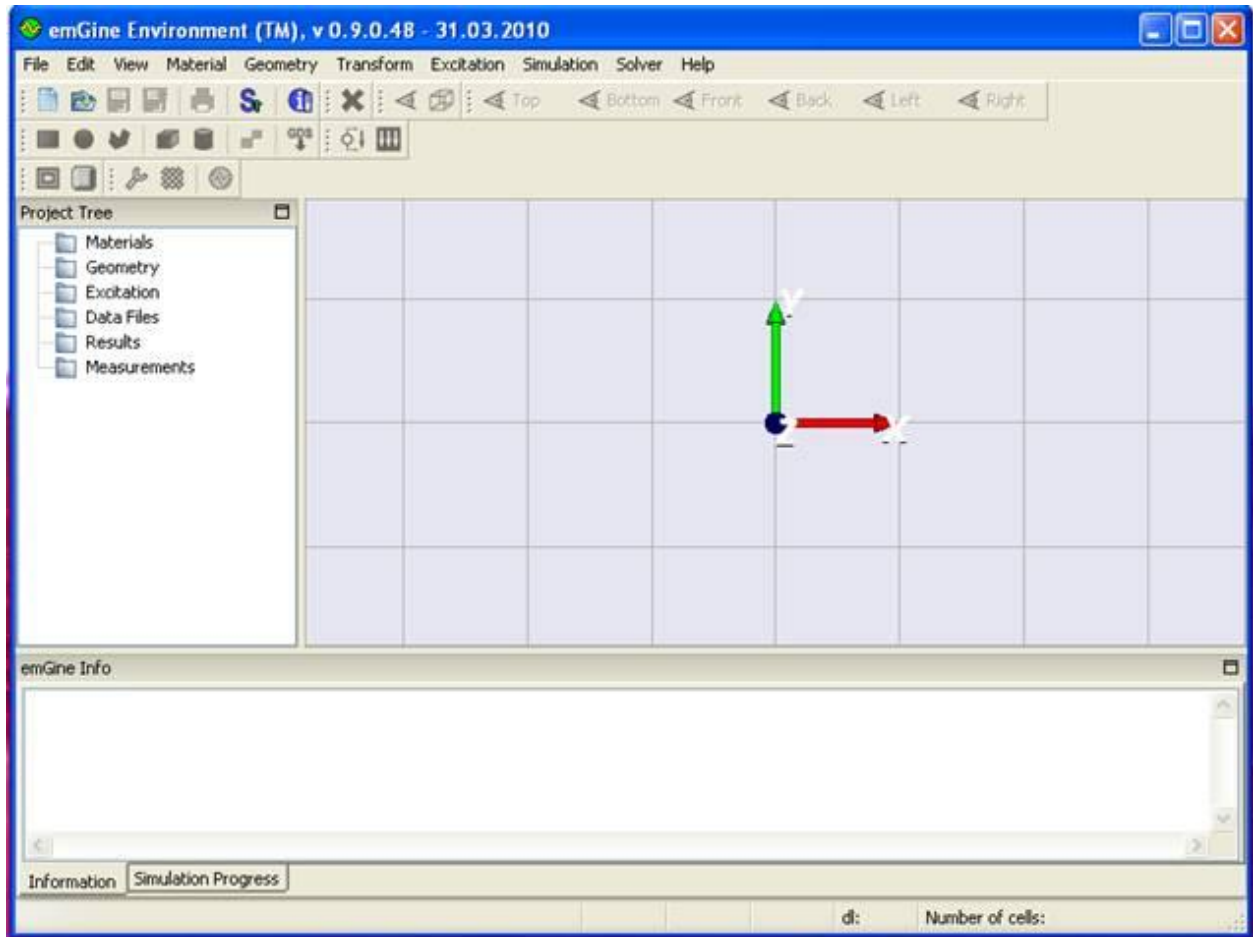 emGine Environment (TM), v 0.9.0.48 - 31.03.2010
File Edit View Material Geometry Transform Excitation Simulation Solver Help
Top Bottom Front Back Left Right
GDS
Project Tree
Materials
Geometry
Excitation
Data Files
Results
Measurements
Y
Z X
emGine Info
Information Simulation Progress
dl: Number of cells: